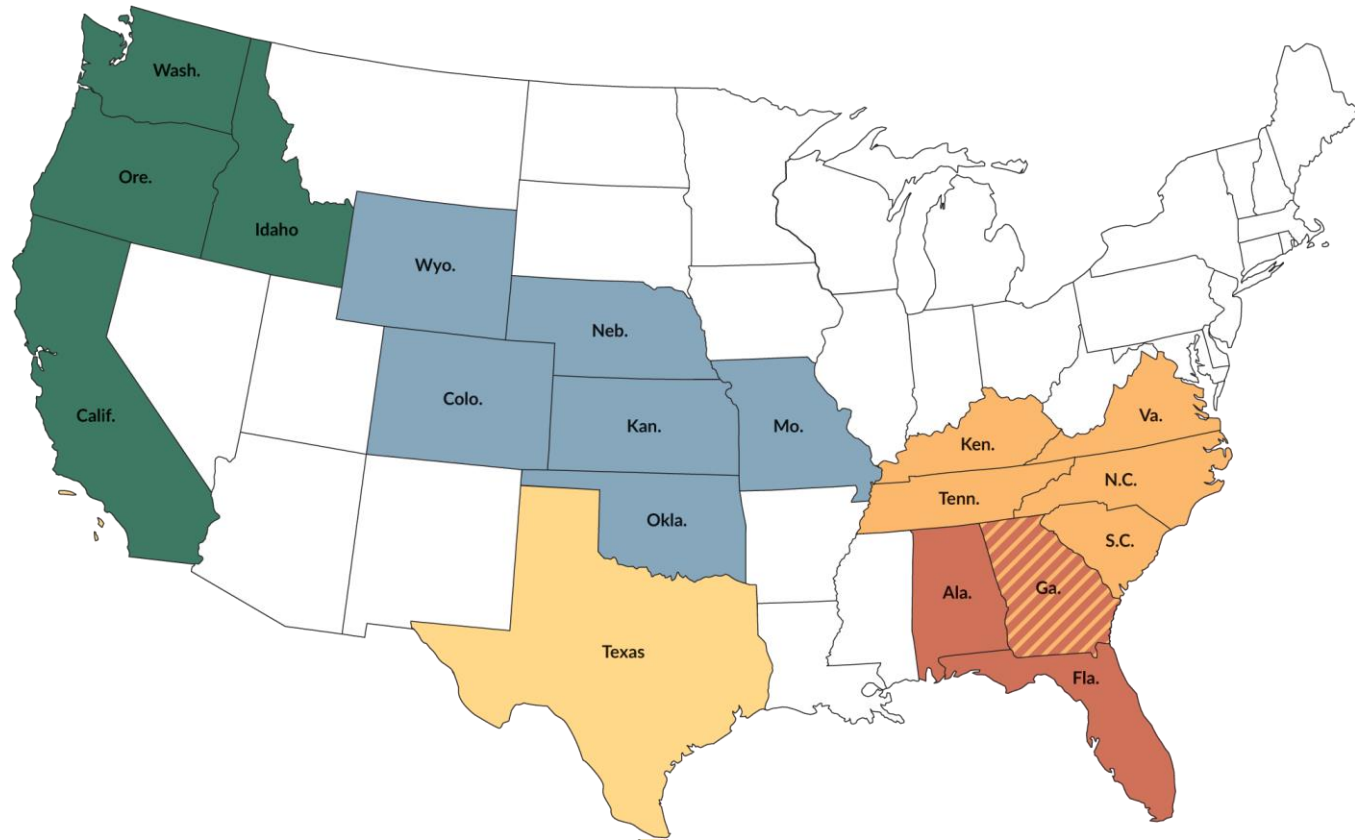 Wash.
Ore.
Idaho
Wyo.
Neb.
Calif.
Colo.
Kan.
Mo.
Va.
Ken.
N.C.
Tenn.
Okla.
S.C.
Ala.
Ga.
Texas
Fla.